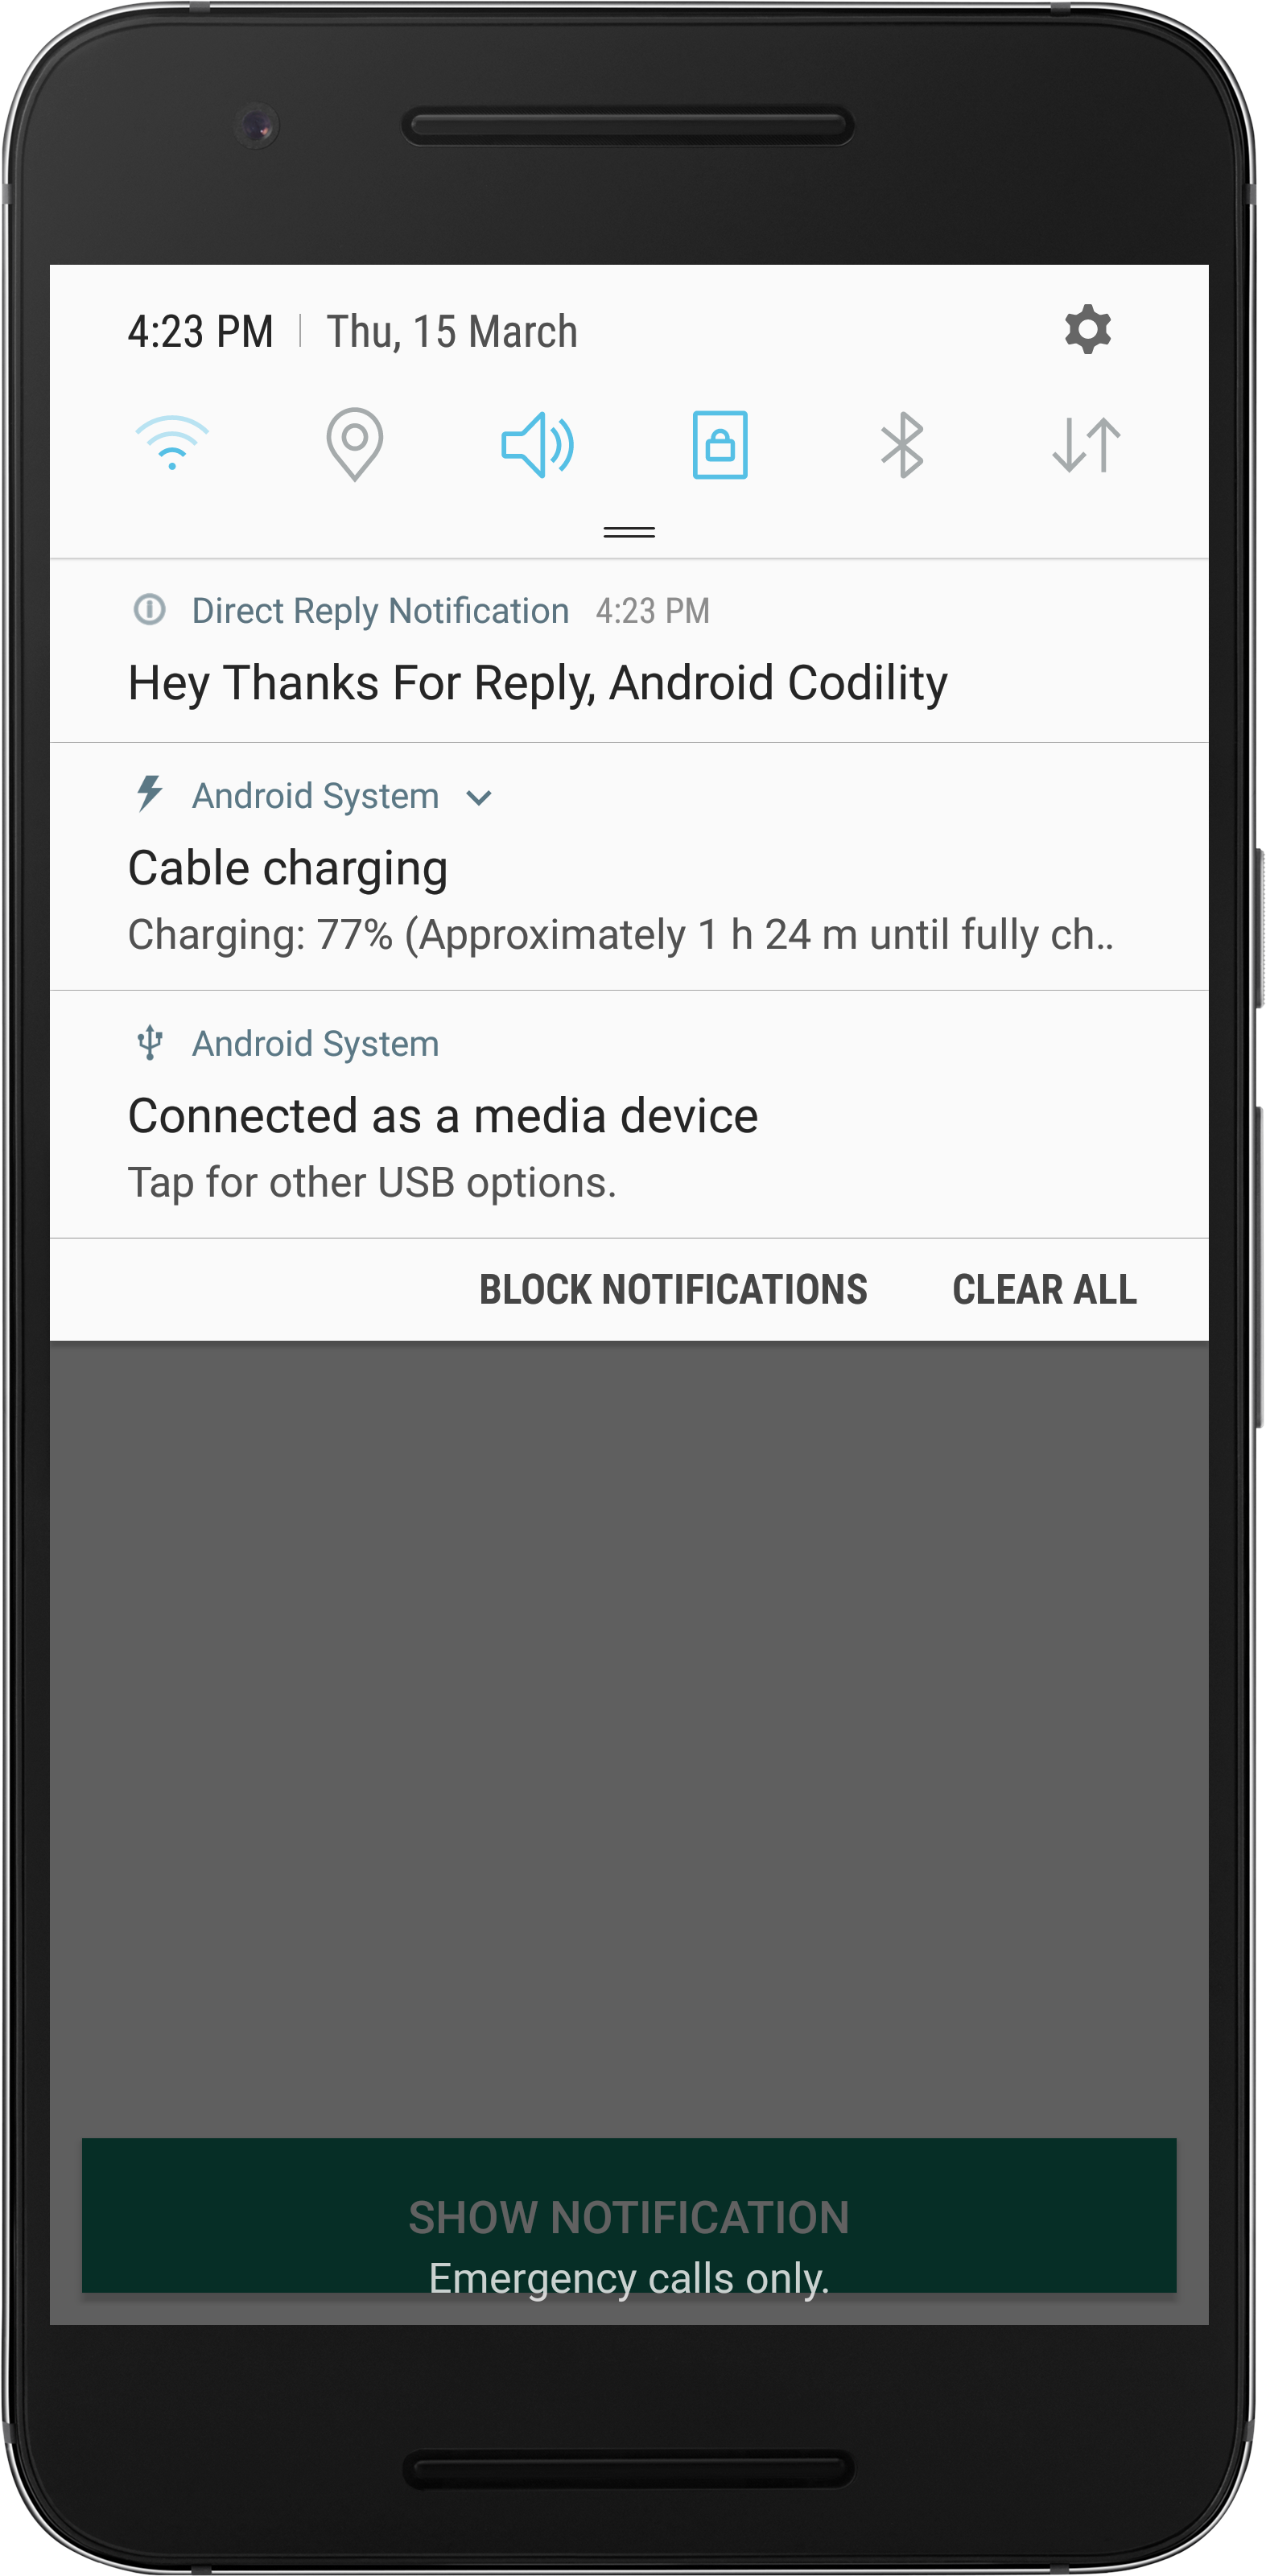 4:23 PM | Thu, 15 March
Direct Reply Notification 4:23 PM
Hey Thanks For Reply, Android Codility
Android System
Cable charging
Charging: 77% (Approximately 1 h 24 m until fully ch..
Android System
Connected as a media device
Tap for other USB options.
BLOCK NOTIFICATIONS CLEAR ALL
SHOW NOTIFICATION
Emergency calls only.